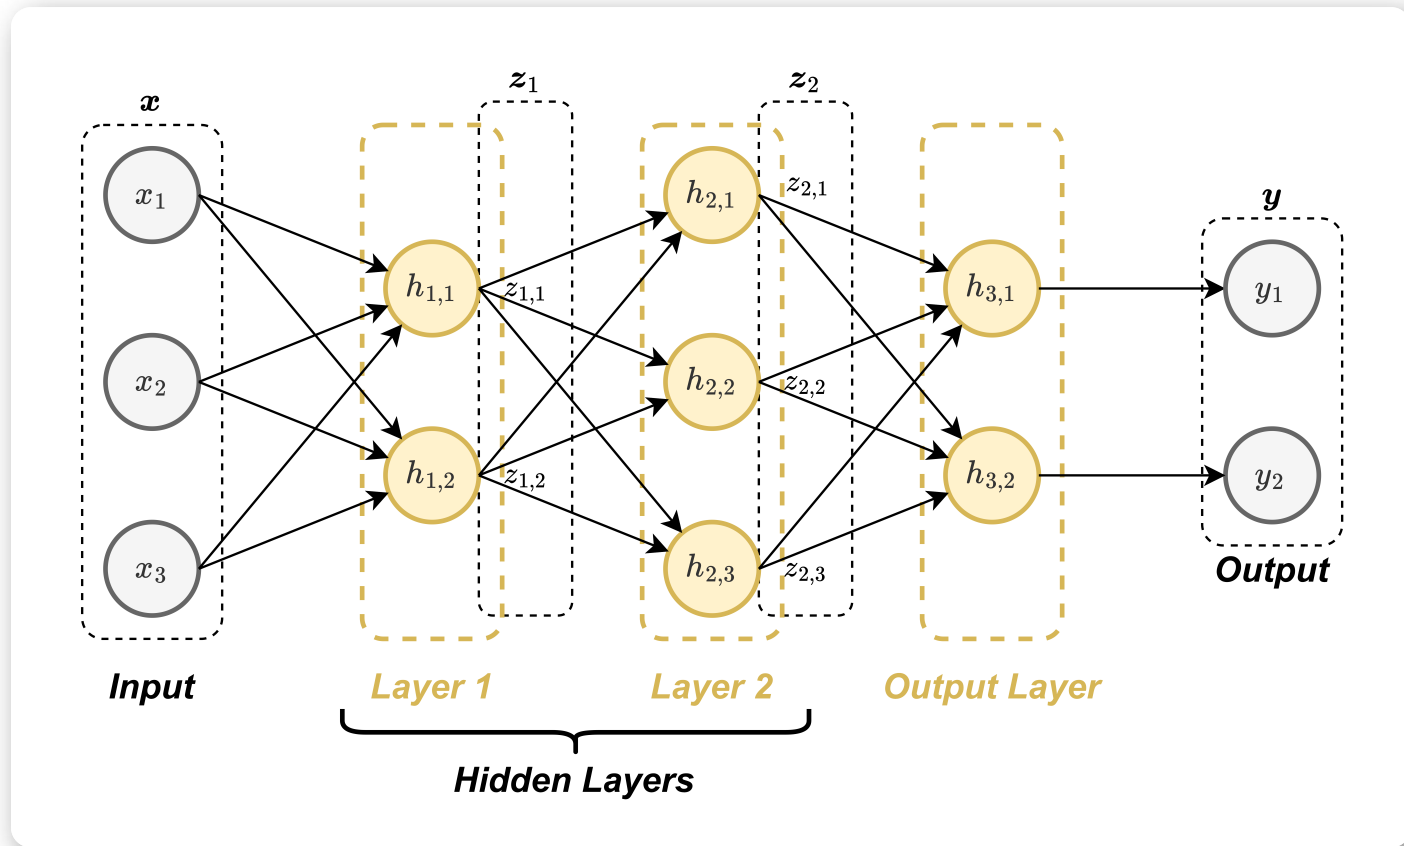 x
z₁
z₂
y
x₁
x₂
x₃
h₁,₁
h₁,₂
z₁,₁
z₁,₂
h₂,₁
h₂,₂
h₂,₃
z₂,₁
z₂,₂
z₂,₃
h₃,₁
h₃,₂
y₁
y₂
Output
Input
Layer 1
Layer 2
Output Layer
Hidden Layers